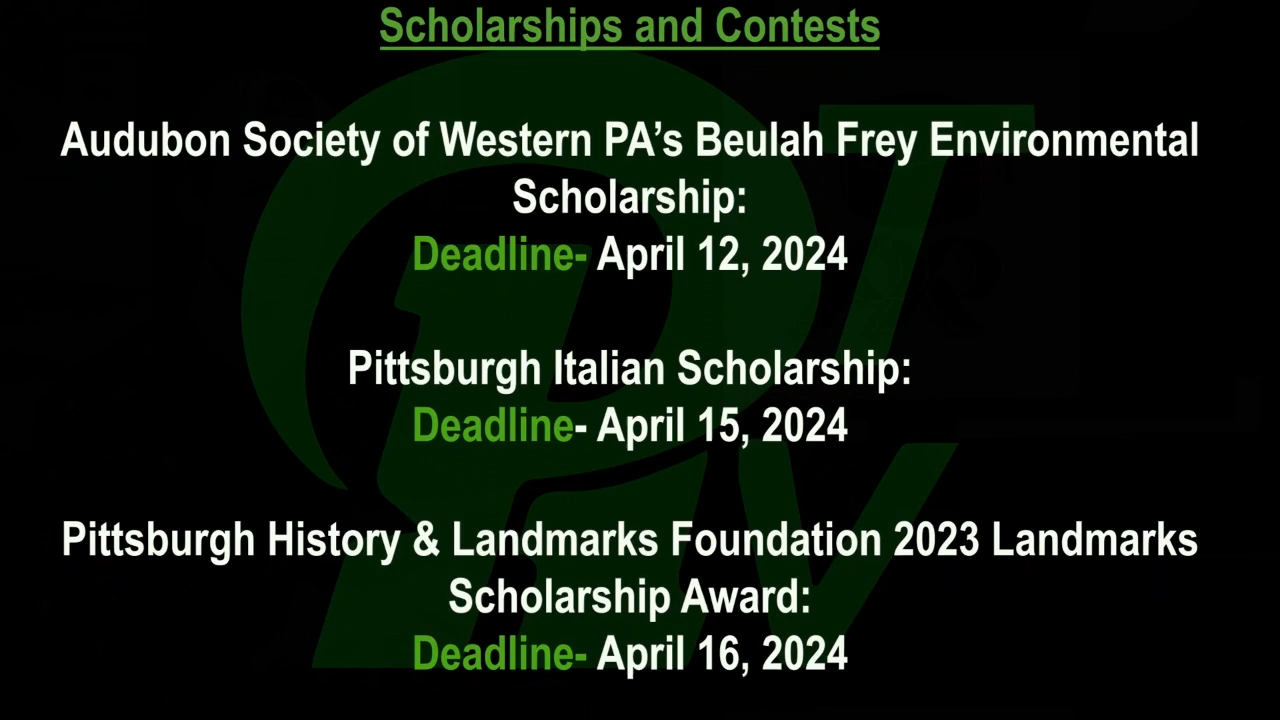 Scholarships and Contests
Audubon Society of Western PA’s Beulah Frey Environmental
Scholarship:
Deadline- April 12, 2024
Pittsburgh Italian Scholarship:
Deadline- April 15, 2024
Pittsburgh History & Landmarks Foundation 2023 Landmarks
Scholarship Award:
Deadline- April 16, 2024